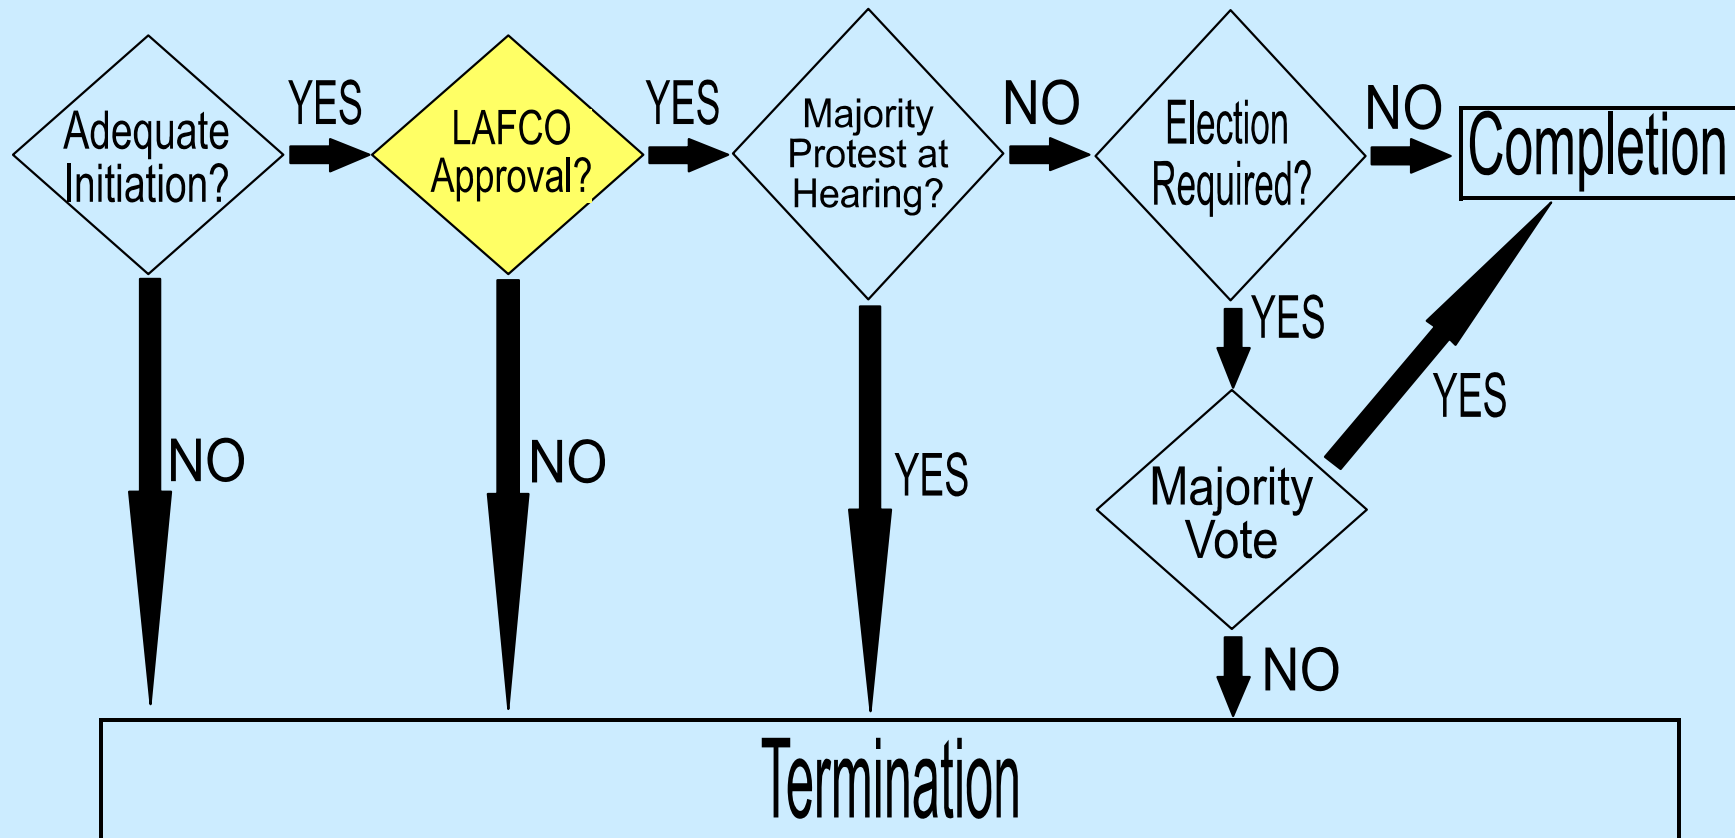 Adequate
Initiation?
YES
LAFCO
Approval?
YES
Majority
Protest at
Hearing?
NO
Election
Required?
NO
Completion
NO
NO
YES
YES
YES
Majority
Vote
NO
Termination